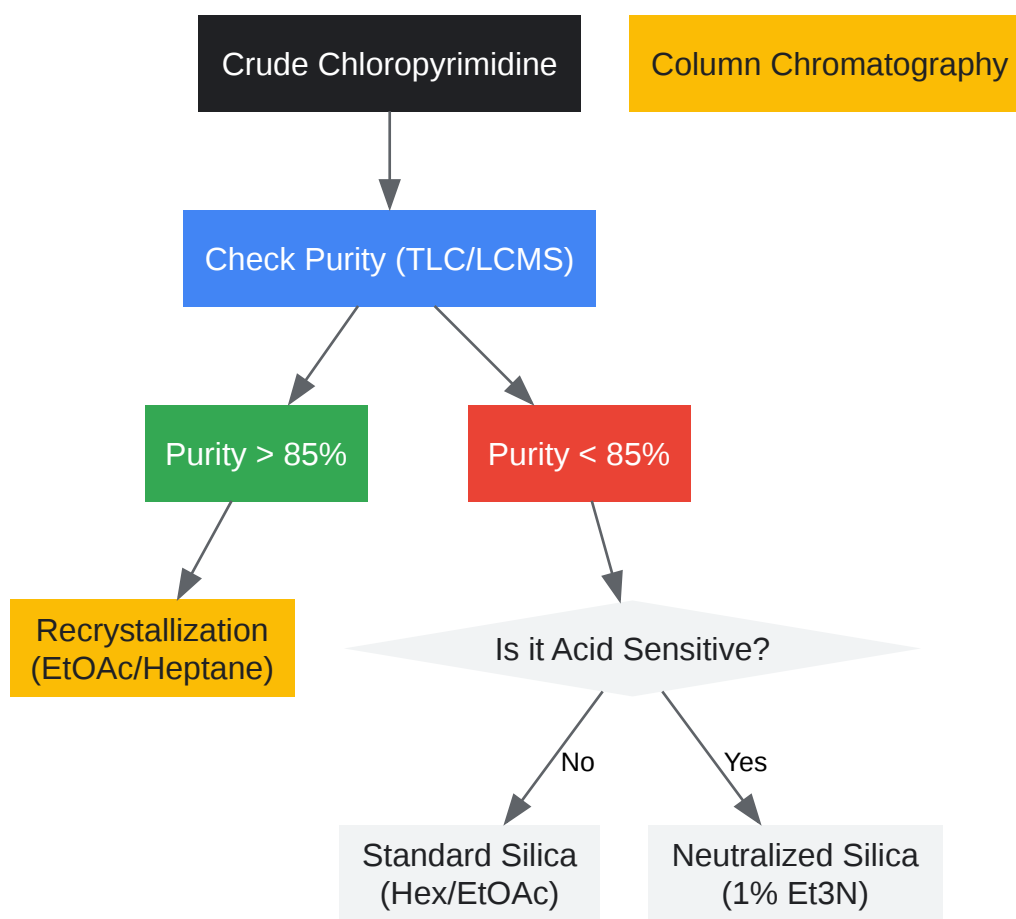 Crude Chloropyrimidine
Column Chromatography
Check Purity (TLC/LCMS)
Purity > 85%
Purity < 85%
Recrystallization
(EtOAc/Heptane)
Is it Acid Sensitive?
No
Yes
Standard Silica
(Hex/EtOAc)
Neutralized Silica
(1% Et3N)